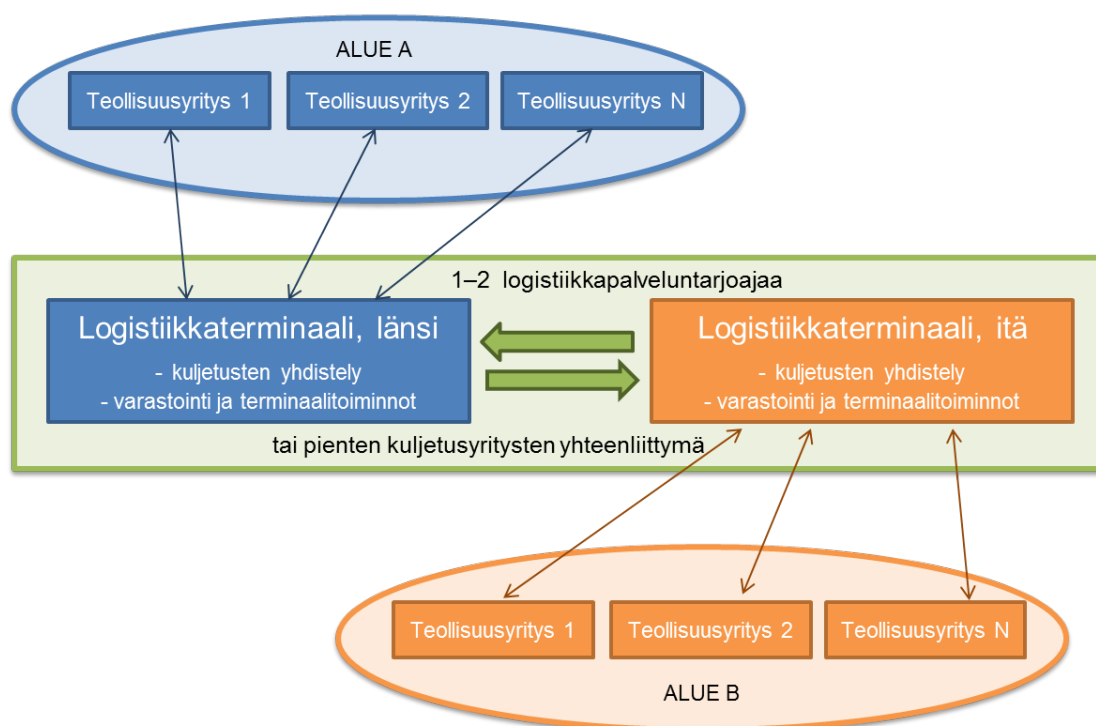 ALUE A
Teollisuusyritys 1
Teollisuusyritys 2
Teollisuusyritys N
1–2 logistiikkapalveluntarjoajaa
Logistiikkaterminaali, länsi
- kuljetusten yhdistely
- varastointi ja terminaalitoiminnot
Logistiikkaterminaali, itä
- kuljetusten yhdistely
- varastointi ja terminaalitoiminnot
tai pienten kuljetusyritysten yhteenliittymä
Teollisuusyritys 1
Teollisuusyritys 2
Teollisuusyritys N
ALUE B